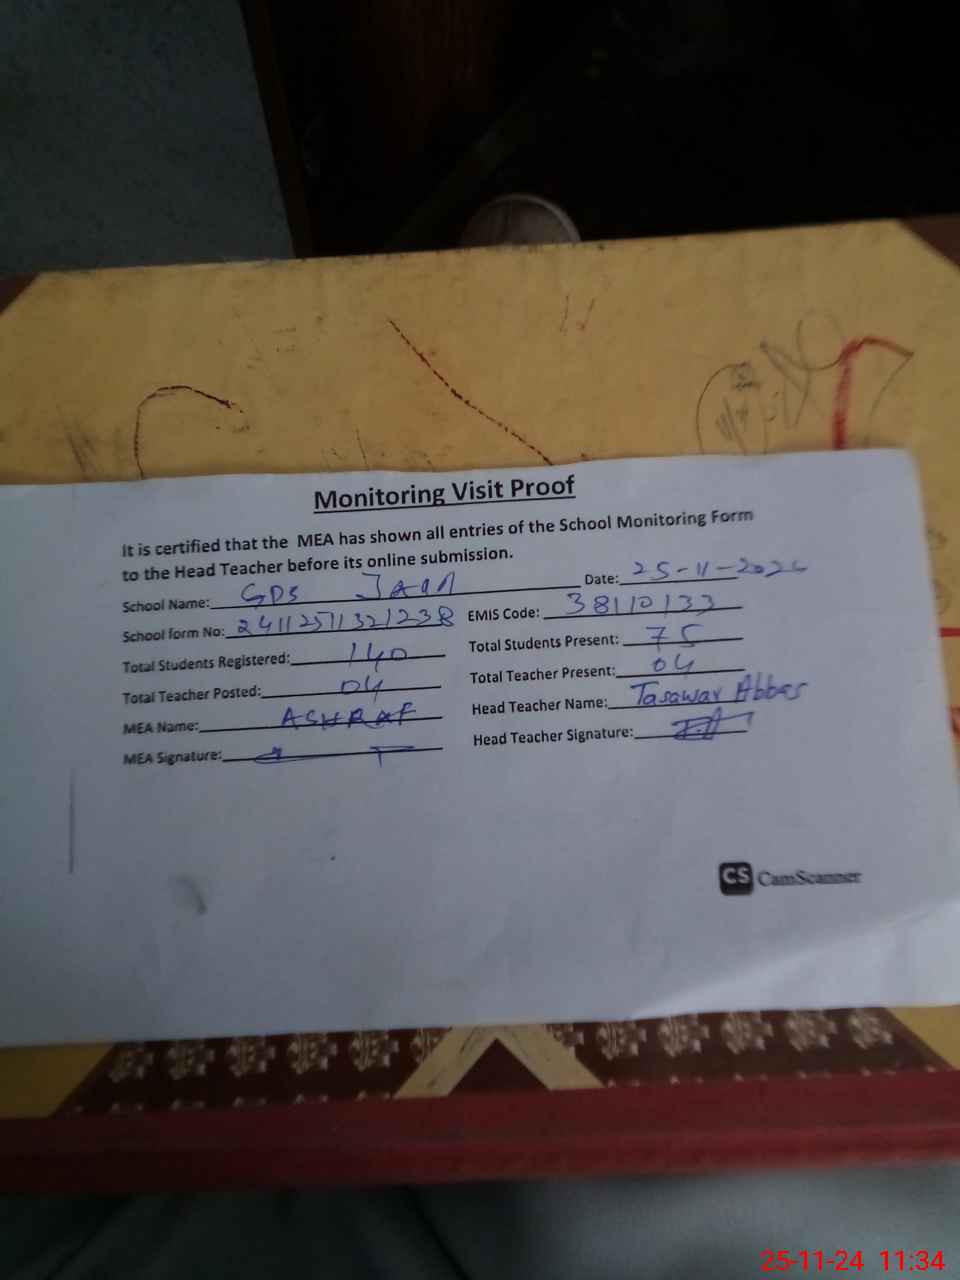 Monitoring Visit Proof
It is certified that the MEA has shown all entries of the School Monitoring Form
to the Head Teacher before its online submission.
School Name: GPS Date: 25-11-2024
School form No: EMIS Code: 38110133
Total Students Registered: 140 Total Students Present: 75
Total Teacher Posted: 04 Total Teacher Present: 04
MEA Name: ASHRAF Head Teacher Name: Tasawar Abbas
MEA Signature: Head Teacher Signature:
CS CamScanner
25-11-24 11:34